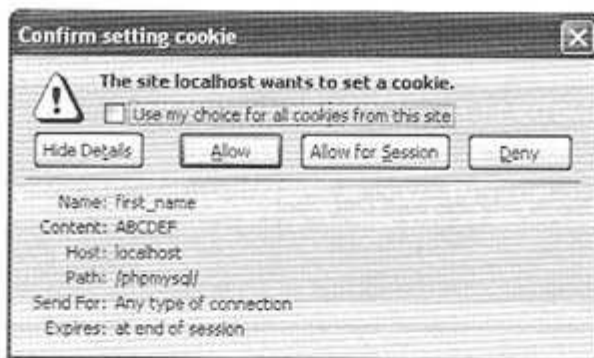 Confirm setting cookie
The site localhost wants to set a cookie.
Use my choice for all cookies from this site
Hide Details Allow Allow for Session Deny
Name: first_name
Content: ABCDEF
Host: localhost
Path: /phpmysql/
Send For: Any type of connection
Expires: at end of session